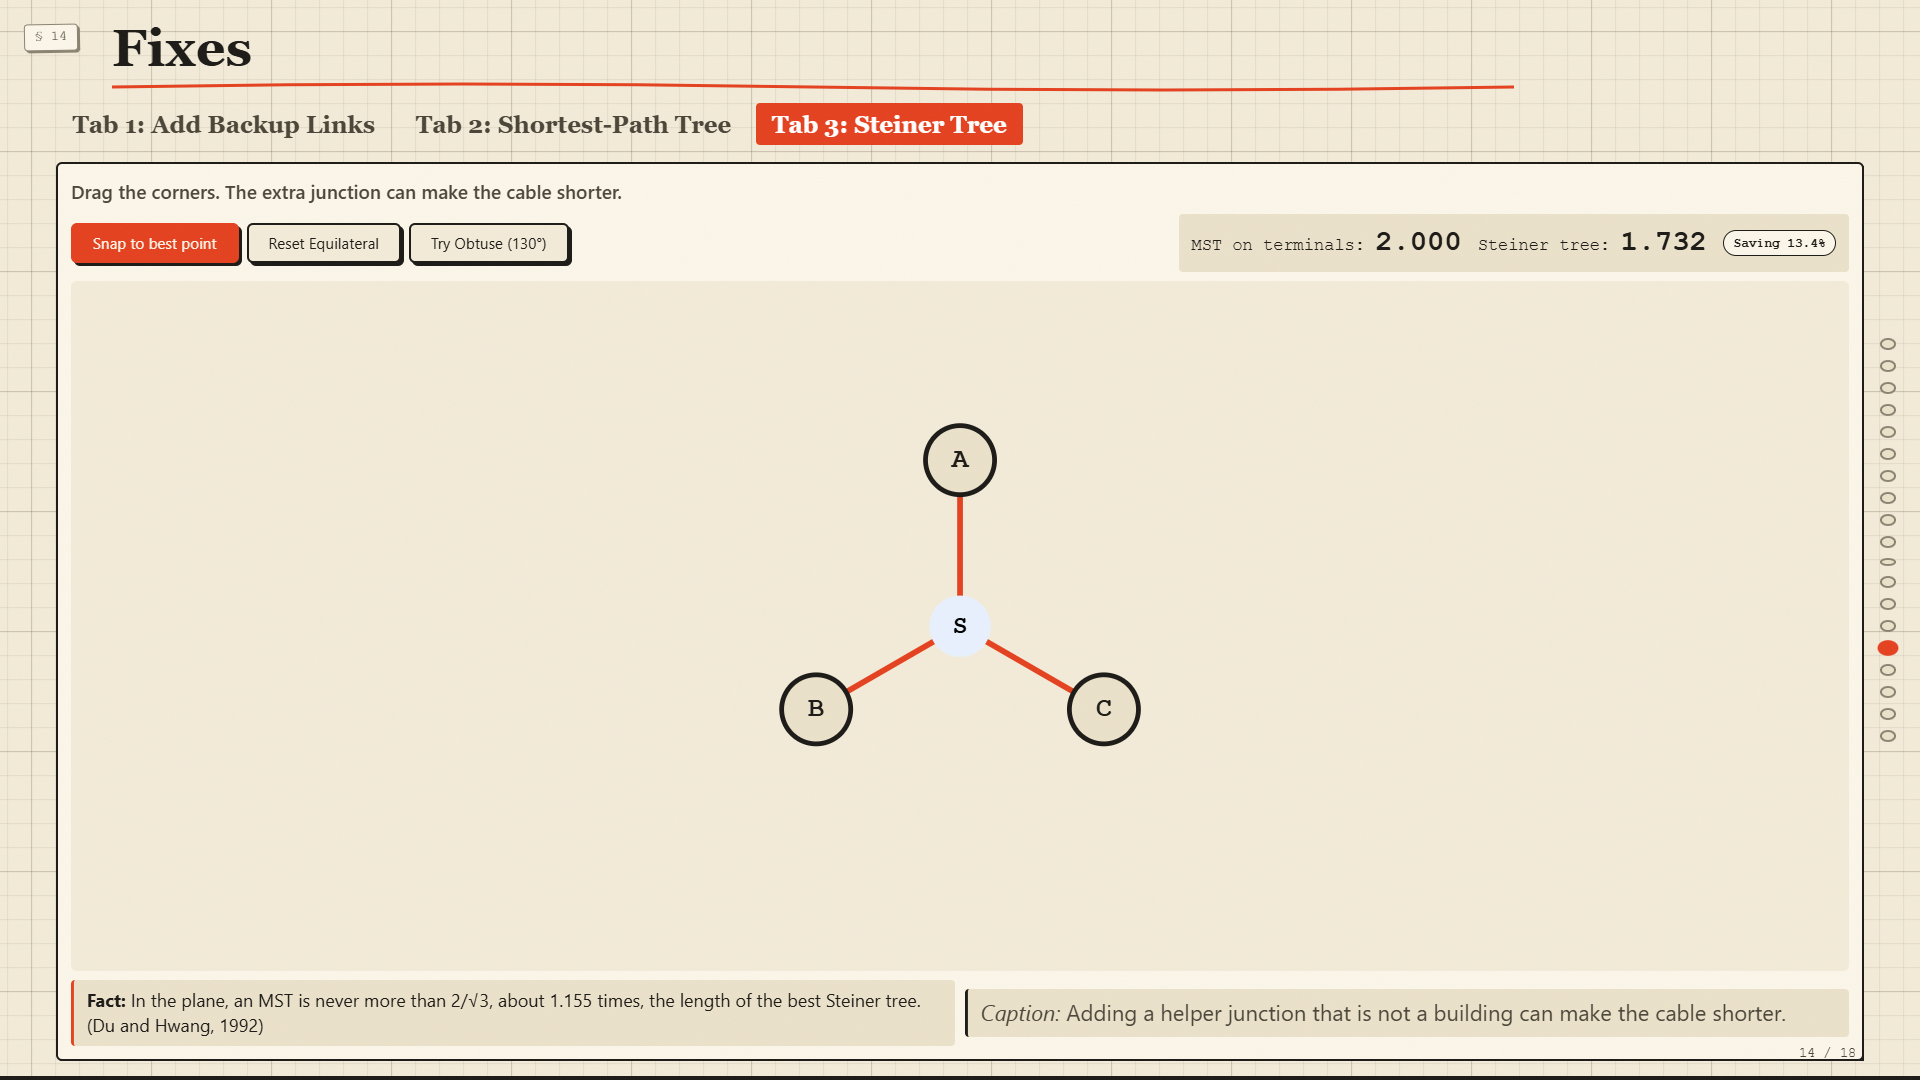 § 14
Fixes
Tab 1: Add Backup Links
Tab 2: Shortest-Path Tree
Tab 3: Steiner Tree
Drag the corners. The extra junction can make the cable shorter.
Snap to best point
Reset Equilateral
Try Obtuse (130°)
MST on terminals: 2.000 Steiner tree: 1.732 Saving 13.4%
A
S
B
C
Fact: In the plane, an MST is never more than 2/√3, about 1.155 times, the length of the best Steiner tree.
(Du and Hwang, 1992)
Caption: Adding a helper junction that is not a building can make the cable shorter.
14 / 18